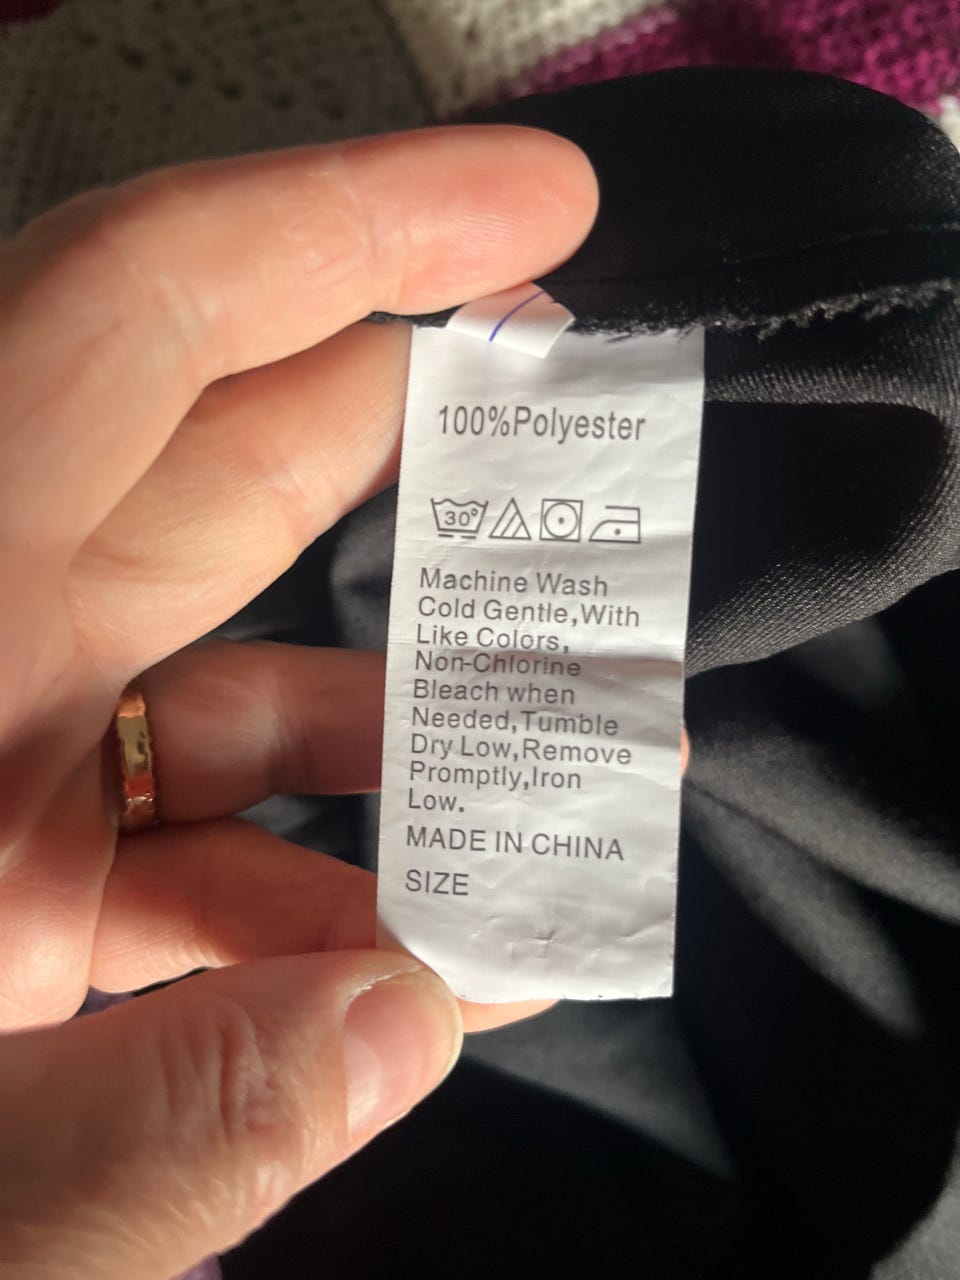 100%Polyester
30°
Machine Wash
Cold Gentle,With
Like Colors,
Non-Chlorine
Bleach when
Needed,Tumble
Dry Low,Remove
Promptly,Iron
Low.
MADE IN CHINA
SIZE